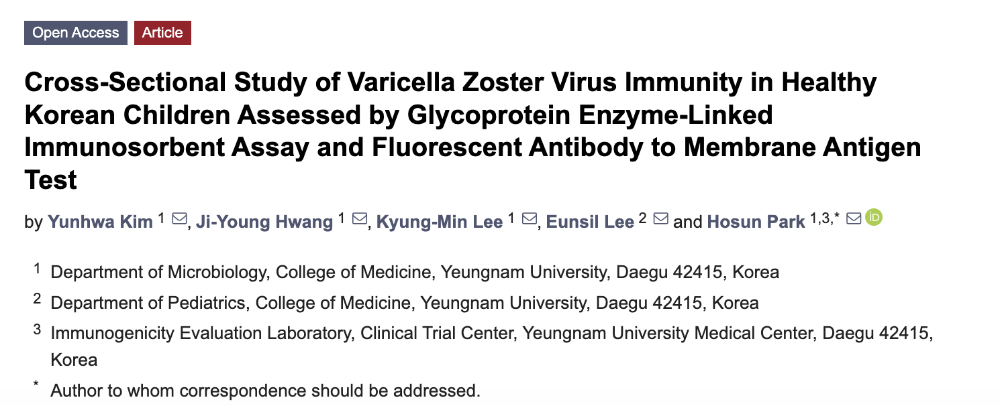 Open Access Article
Cross-Sectional Study of Varicella Zoster Virus Immunity in Healthy
Korean Children Assessed by Glycoprotein Enzyme-Linked
Immunosorbent Assay and Fluorescent Antibody to Membrane Antigen
Test
by Yunhwa Kim 1, Ji-Young Hwang 1, Kyung-Min Lee 1, Eunsil Lee 2 and Hosun Park 1,3,* iD
1 Department of Microbiology, College of Medicine, Yeungnam University, Daegu 42415, Korea
2 Department of Pediatrics, College of Medicine, Yeungnam University, Daegu 42415, Korea
3 Immunogenicity Evaluation Laboratory, Clinical Trial Center, Yeungnam University Medical Center, Daegu 42415,
Korea
* Author to whom correspondence should be addressed.